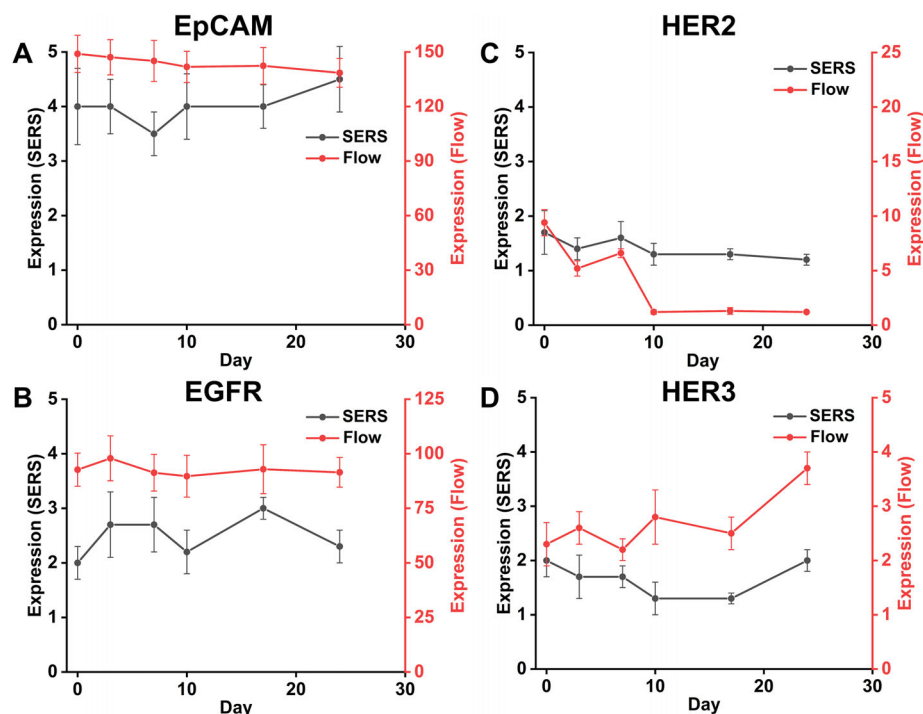 A
EpCAM
5
4
3
2
1
0
Expression (SERS)
150
120
90
60
30
0
Expression (Flow)
SERS
Flow
0
10
20
30
Day
C
HER2
5
4
3
2
1
0
Expression (SERS)
25
20
15
10
5
0
Expression (Flow)
SERS
Flow
0
10
20
30
Day
B
EGFR
5
4
3
2
1
0
Expression (SERS)
125
100
75
50
25
0
Expression (Flow)
SERS
Flow
0
10
20
30
Day
D
HER3
5
4
3
2
1
0
Expression (SERS)
5
4
3
2
1
0
Expression (Flow)
SERS
Flow
0
10
20
30
Day